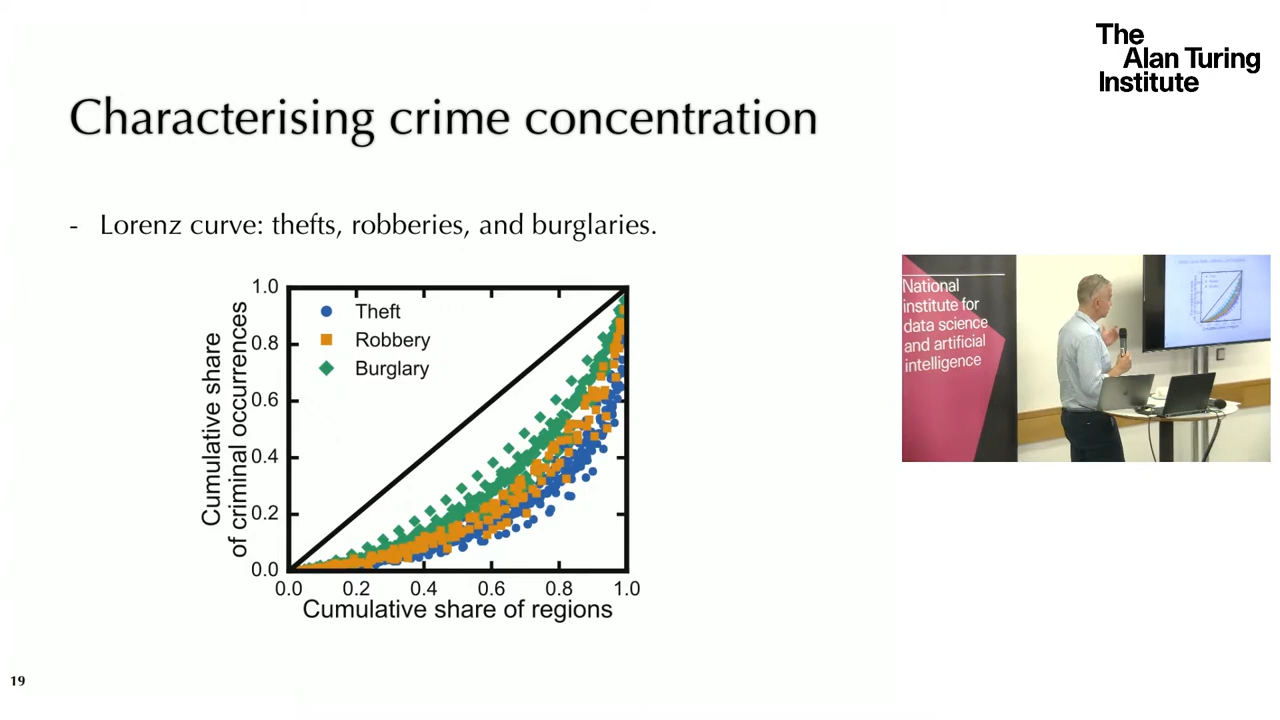 The
Alan Turing
Institute
Characterising crime concentration
- Lorenz curve: thefts, robberies, and burglaries.
Cumulative share
of criminal occurrences
1.0
0.8
0.6
0.4
0.2
0.0
Theft
Robbery
Burglary
0.0 0.2 0.4 0.6 0.8 1.0
Cumulative share of regions
National
institute for
data science
and artificial
intelligence
19